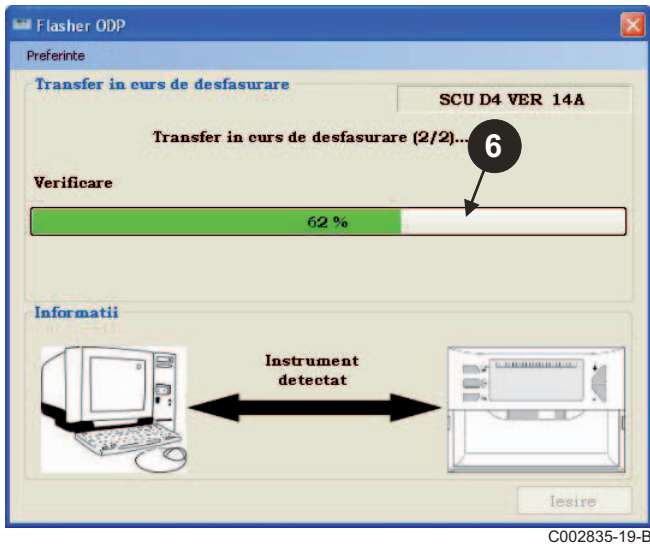 Flasher ODP
Preferinte
Transfer in curs de desfasurare
SCU D4 VER 14A
Transfer in curs de desfasurare (2/2)...
6
Verificare
62 %
Informatii
Instrument
detectat
Iesire
C002835-19-B